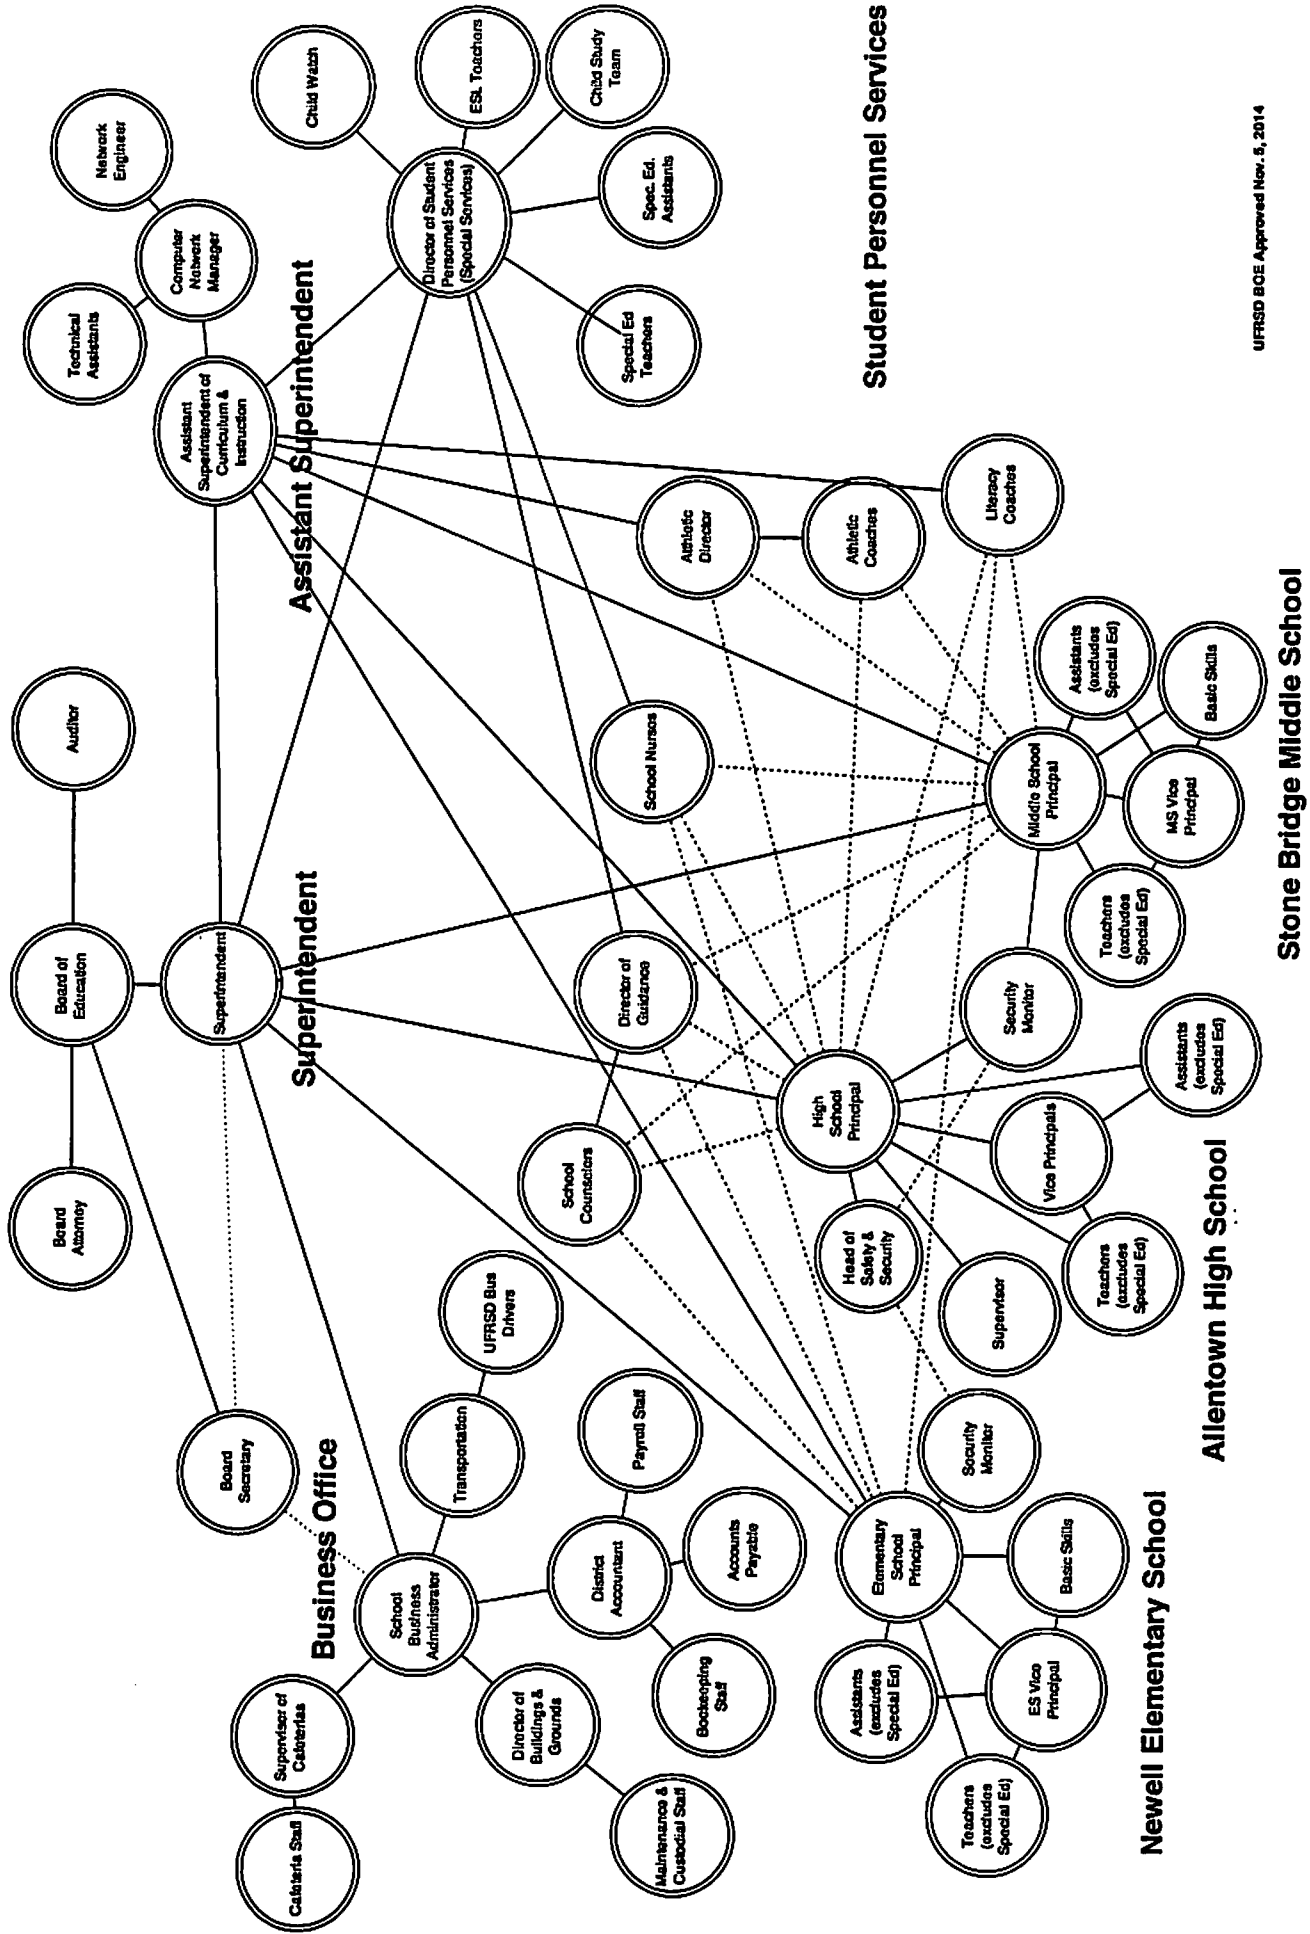 Board
Attorney
Board of
Education
Auditor
Network
Engineer
Technical
Assistants
Computer
Network
Manager
Board
Secretary
Superintendent
Assistant
Superintendent of
Curriculum &
Instruction
Child Watch
Business Office
Superintendent
Assistant Superintendent
Cafeteria Staff
Supervisor of
Cafeterias
School
Business
Administrator
Transportation
UFRSD Bus
Drivers
Director of Student
Personnel Services
(Special Services)
ESL Teachers
Child Study
Team
Spec. Ed.
Assistants
Special Ed
Teachers
Director of
Buildings &
Grounds
Maintenance &
Custodial Staff
District
Accountant
Payroll Staff
Accounts
Payable
Bookeeping
Staff
School
Counselors
Director of
Guidance
School Nurses
Athletic
Director
Athletic
Coaches
Literacy
Coaches
Student Personnel Services
Elementary
School
Principal
Assistants
(excludes
Special Ed)
Teachers
(excludes
Special Ed)
ES Vice
Principal
Basic Skills
Security
Monitor
Newell Elementary School
High
School
Principal
Head of
Safety &
Security
Supervisor
Teachers
(excludes
Special Ed)
Vice Principals
Assistants
(excludes
Special Ed)
Security
Monitor
Allentown High School
Middle School
Principal
Teachers
(excludes
Special Ed)
MS Vice
Principal
Assistants
(excludes
Special Ed)
Basic Skills
Stone Bridge Middle School
UFRSD BOE Approved Nov. 5, 2014